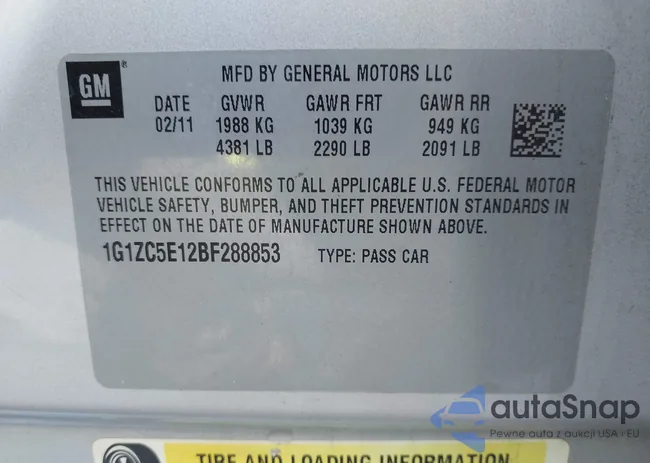 GM
®
MFD BY GENERAL MOTORS LLC
DATE GVWR GAWR FRT GAWR RR
02/11 1988 KG 1039 KG 949 KG
4381 LB 2290 LB 2091 LB
THIS VEHICLE CONFORMS TO ALL APPLICABLE U.S. FEDERAL MOTOR
VEHICLE SAFETY, BUMPER, AND THEFT PREVENTION STANDARDS IN
EFFECT ON THE DATE OF MANUFACTURE SHOWN ABOVE.
1G1ZC5E12BF288853 TYPE: PASS CAR
autoSnap
Pewne auta z aukcji USA i EU
TIRE AND LOADING INFORMATION